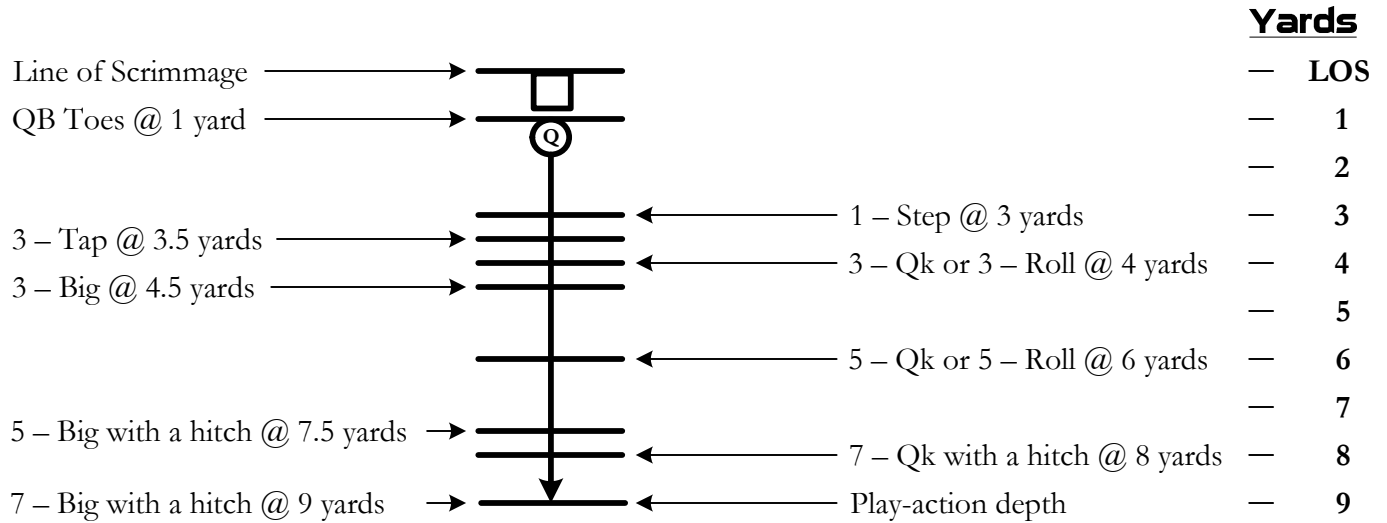 Yards
Line of Scrimmage — LOS
QB Toes @ 1 yard — 1
Q
— 2
1 – Step @ 3 yards — 3
3 – Tap @ 3.5 yards
3 – Qk or 3 – Roll @ 4 yards — 4
3 – Big @ 4.5 yards
— 5
5 – Qk or 5 – Roll @ 6 yards — 6
— 7
5 – Big with a hitch @ 7.5 yards
7 – Qk with a hitch @ 8 yards — 8
7 – Big with a hitch @ 9 yards Play-action depth — 9